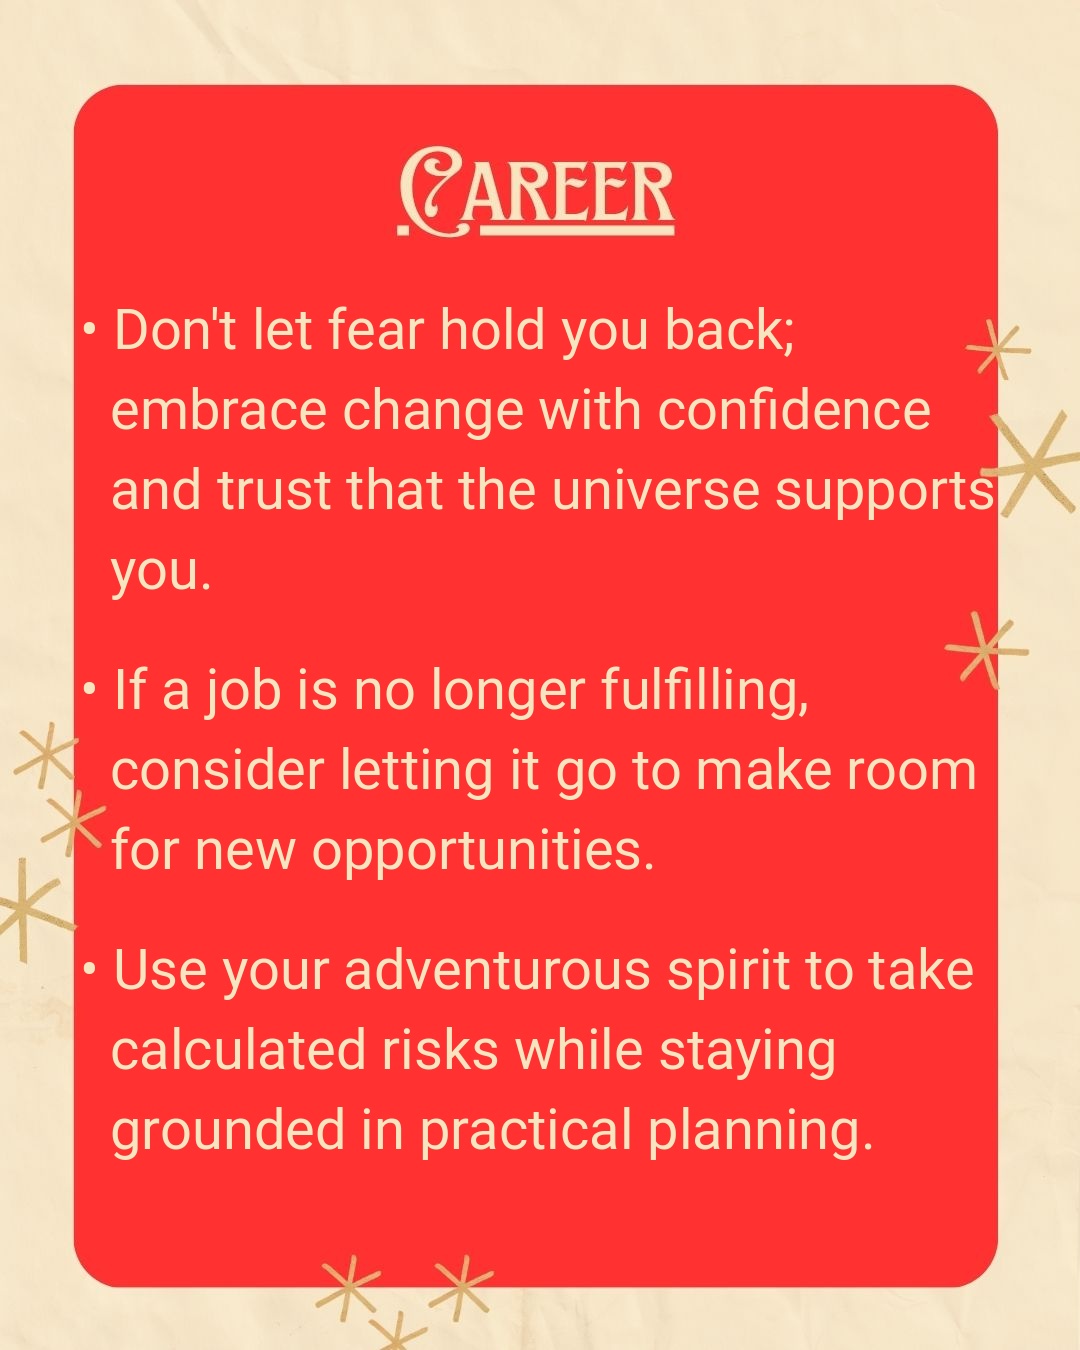 Career
• Don't let fear hold you back;
embrace change with confidence
and trust that the universe supports
you.
• If a job is no longer fulfilling,
consider letting it go to make room
for new opportunities.
• Use your adventurous spirit to take
calculated risks while staying
grounded in practical planning.